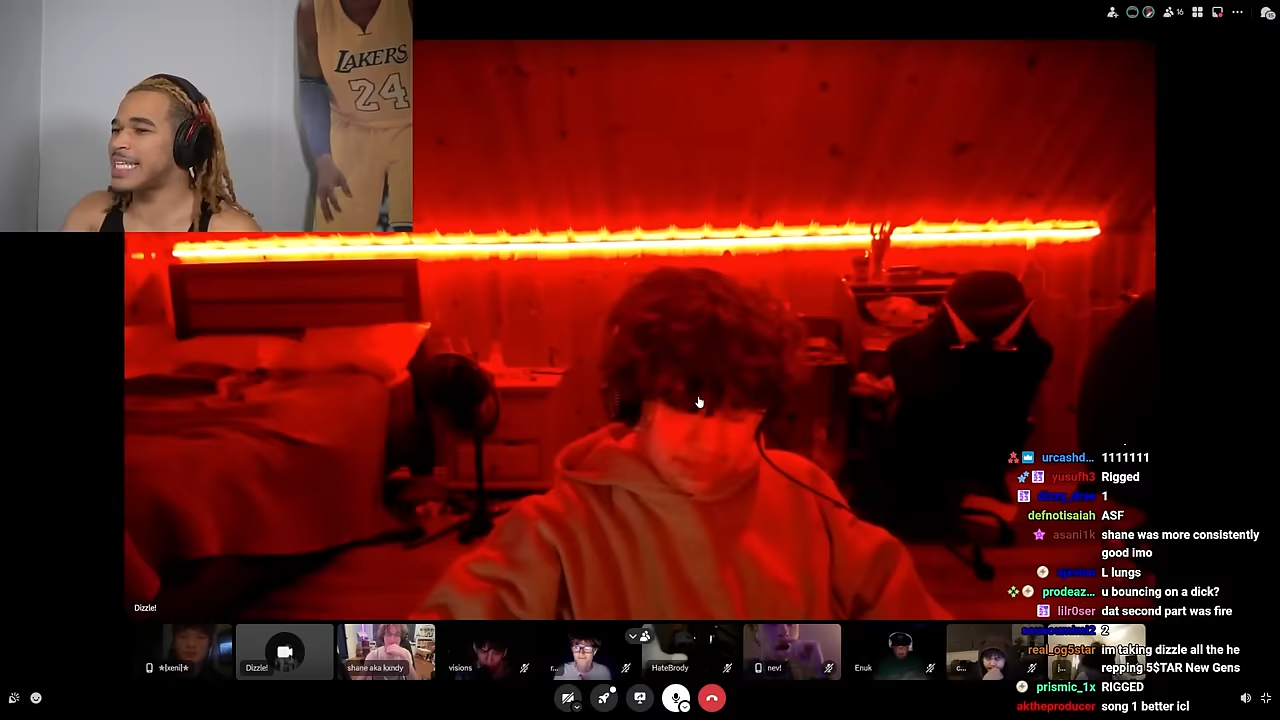 LAKERS
24
16
urcashd... 1111111
yusufh3 RIgged
1
defnotisaiah ASF
asani1k shane was more consistently
good imo
L lungs
prodeaz... u bouncing on a dick?
lilr0ser dat second part was fire
2
real_og5star im taking dizzle all the he
repping 5$TAR New Gens
prismic_1x RIGGED
aktheproducer song 1 better icl
Dizzle!
Dizzle!
shane aka kxndy
visions
r...
HateBrody
nev!
Enuk
c...
j...